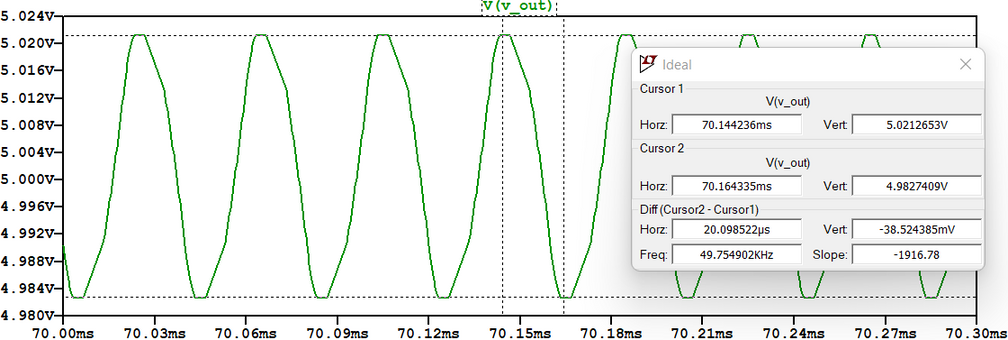 V(v_out)
5.024V
5.020V
5.016V
5.012V
5.008V
5.004V
5.000V
4.996V
4.992V
4.988V
4.984V
4.980V
70.00ms 70.03ms 70.06ms 70.09ms 70.12ms 70.15ms 70.18ms 70.21ms 70.24ms 70.27ms 70.30ms
Ideal
Cursor 1
V(v_out)
Horz: 70.144236ms Vert: 5.0212653V
Cursor 2
V(v_out)
Horz: 70.164335ms Vert: 4.9827409V
Diff (Cursor2 - Cursor1)
Horz: 20.098522µs Vert: -38.524385mV
Freq: 49.754902KHz Slope: -1916.78